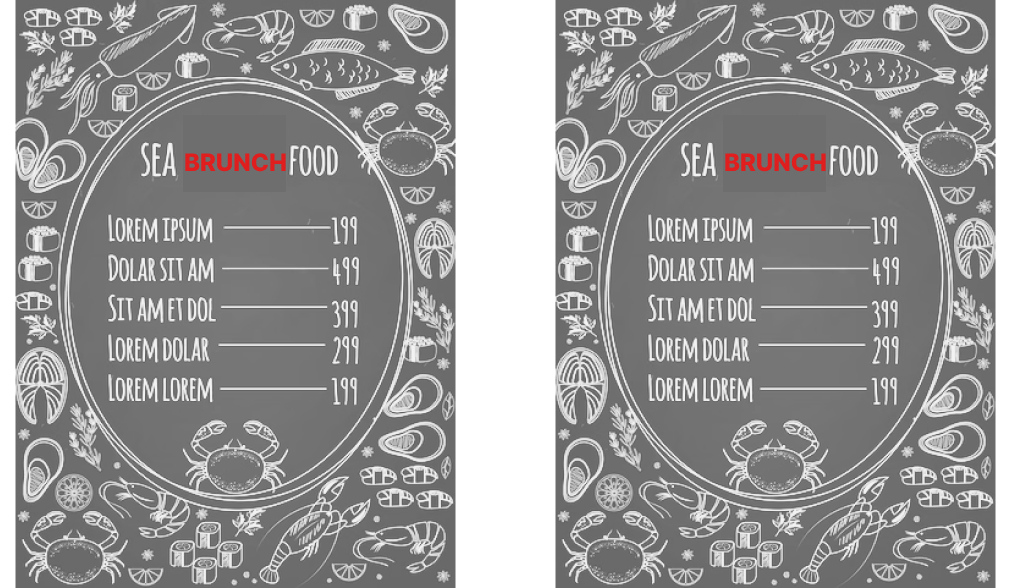 SEA BRUNCH FOOD
LOREM IPSUM 199
DOLAR SIT AM 499
SIT AM ET DOL 399
LOREM DOLAR 299
LOREM LOREM 199
SEA BRUNCH FOOD
LOREM IPSUM 199
DOLAR SIT AM 499
SIT AM ET DOL 399
LOREM DOLAR 299
LOREM LOREM 199